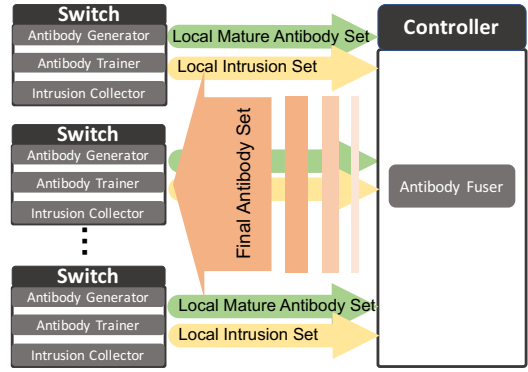 Switch
Antibody Generator
Antibody Trainer
Intrusion Collector
Local Mature Antibody Set
Local Intrusion Set
Controller
Switch
Antibody Generator
Antibody Trainer
Intrusion Collector
Final Antibody Set
Antibody Fuser
Switch
Antibody Generator
Antibody Trainer
Intrusion Collector
Local Mature Antibody Set
Local Intrusion Set